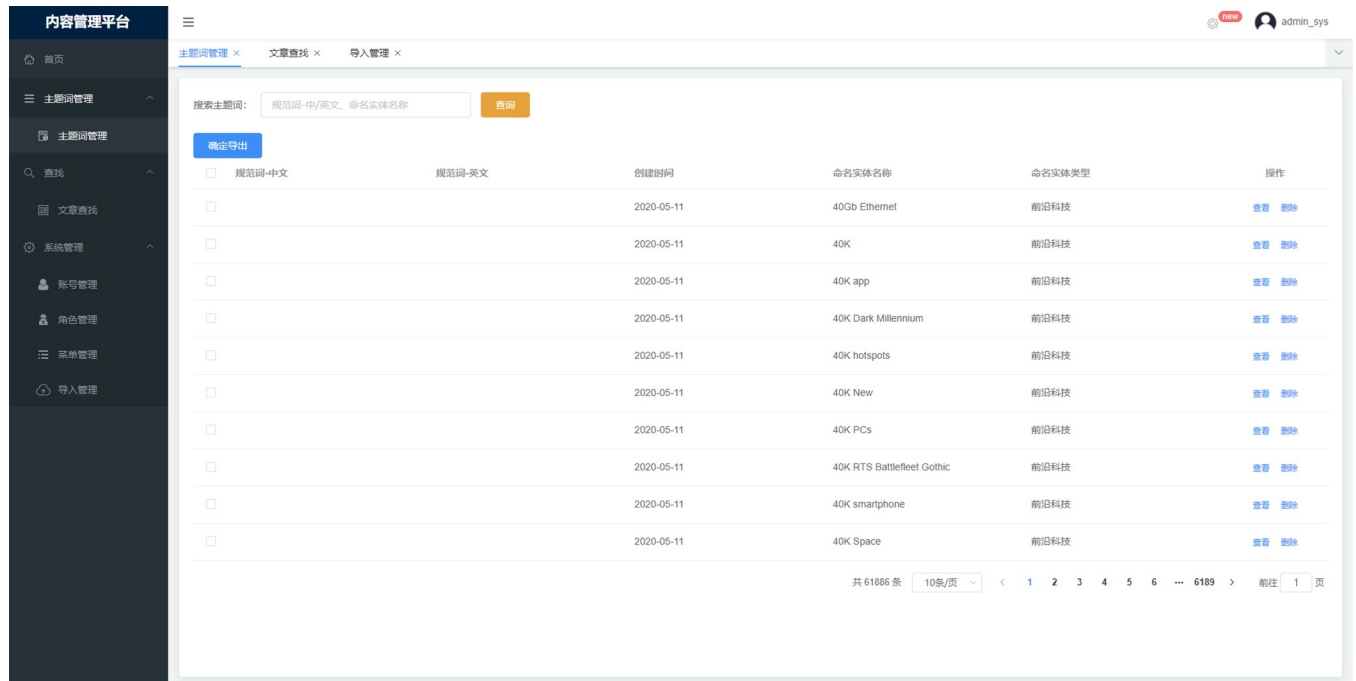 内容管理平台
new admin_sys
首页
主题词管理
主题词管理
查找
文章查找
系统管理
账号管理
角色管理
菜单管理
导入管理
主题词管理 × 文章查找 × 导入管理 ×
搜索主题词: 规范词-中/英文、命名实体名称 查询
确定导出
规范词-中文 规范词-英文 创建时间 命名实体名称 命名实体类型 操作
2020-05-11 40Gb Ethernet 前沿科技 查看 删除
2020-05-11 40K 前沿科技 查看 删除
2020-05-11 40K app 前沿科技 查看 删除
2020-05-11 40K Dark Millennium 前沿科技 查看 删除
2020-05-11 40K hotspots 前沿科技 查看 删除
2020-05-11 40K New 前沿科技 查看 删除
2020-05-11 40K PCs 前沿科技 查看 删除
2020-05-11 40K RTS Battlefleet Gothic 前沿科技 查看 删除
2020-05-11 40K smartphone 前沿科技 查看 删除
2020-05-11 40K Space 前沿科技 查看 删除
共 61886 条 10条/页 < 1 2 3 4 5 6 ··· 6189 > 前往 1 页